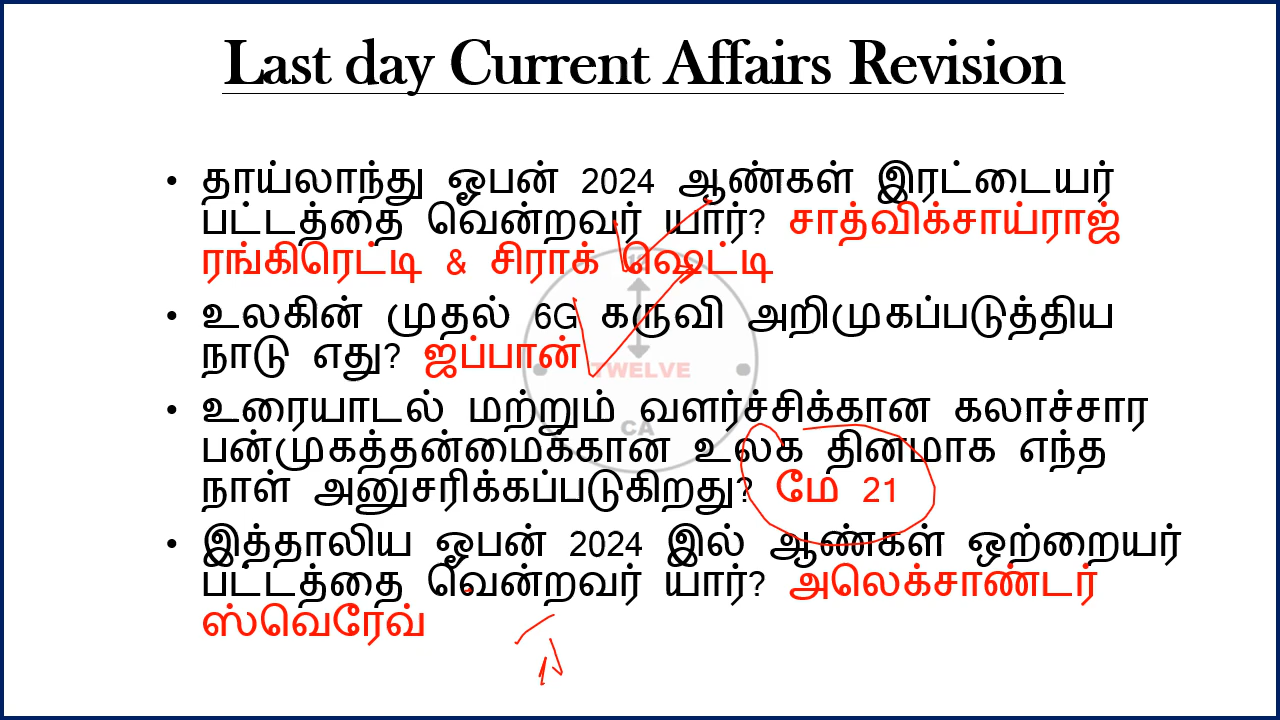 Last day Current Affairs Revision
• தாய்லாந்து ஓபன் 2024 ஆண்கள் இரட்டையர்
பட்டத்தை வென்றவர் யார்? சாத்விக்சாய்ராஜ்
ரங்கிரெட்டி & சிராக் ஷெட்டி
• உலகின் முதல் 6G கருவி அறிமுகப்படுத்திய
நாடு எது? ஜப்பான்
TWELVE
• உரையாடல் மற்றும் வளர்ச்சிக்கான கலாச்சார
CA
பன்முகத்தன்மைக்கான உலக தினமாக எந்த
நாள் அனுசரிக்கப்படுகிறது? மே 21
• இத்தாலிய ஓபன் 2024 இல் ஆண்கள் ஒற்றையர்
பட்டத்தை வென்றவர் யார்? அலெக்சாண்டர்
ஸ்வெரேவ்